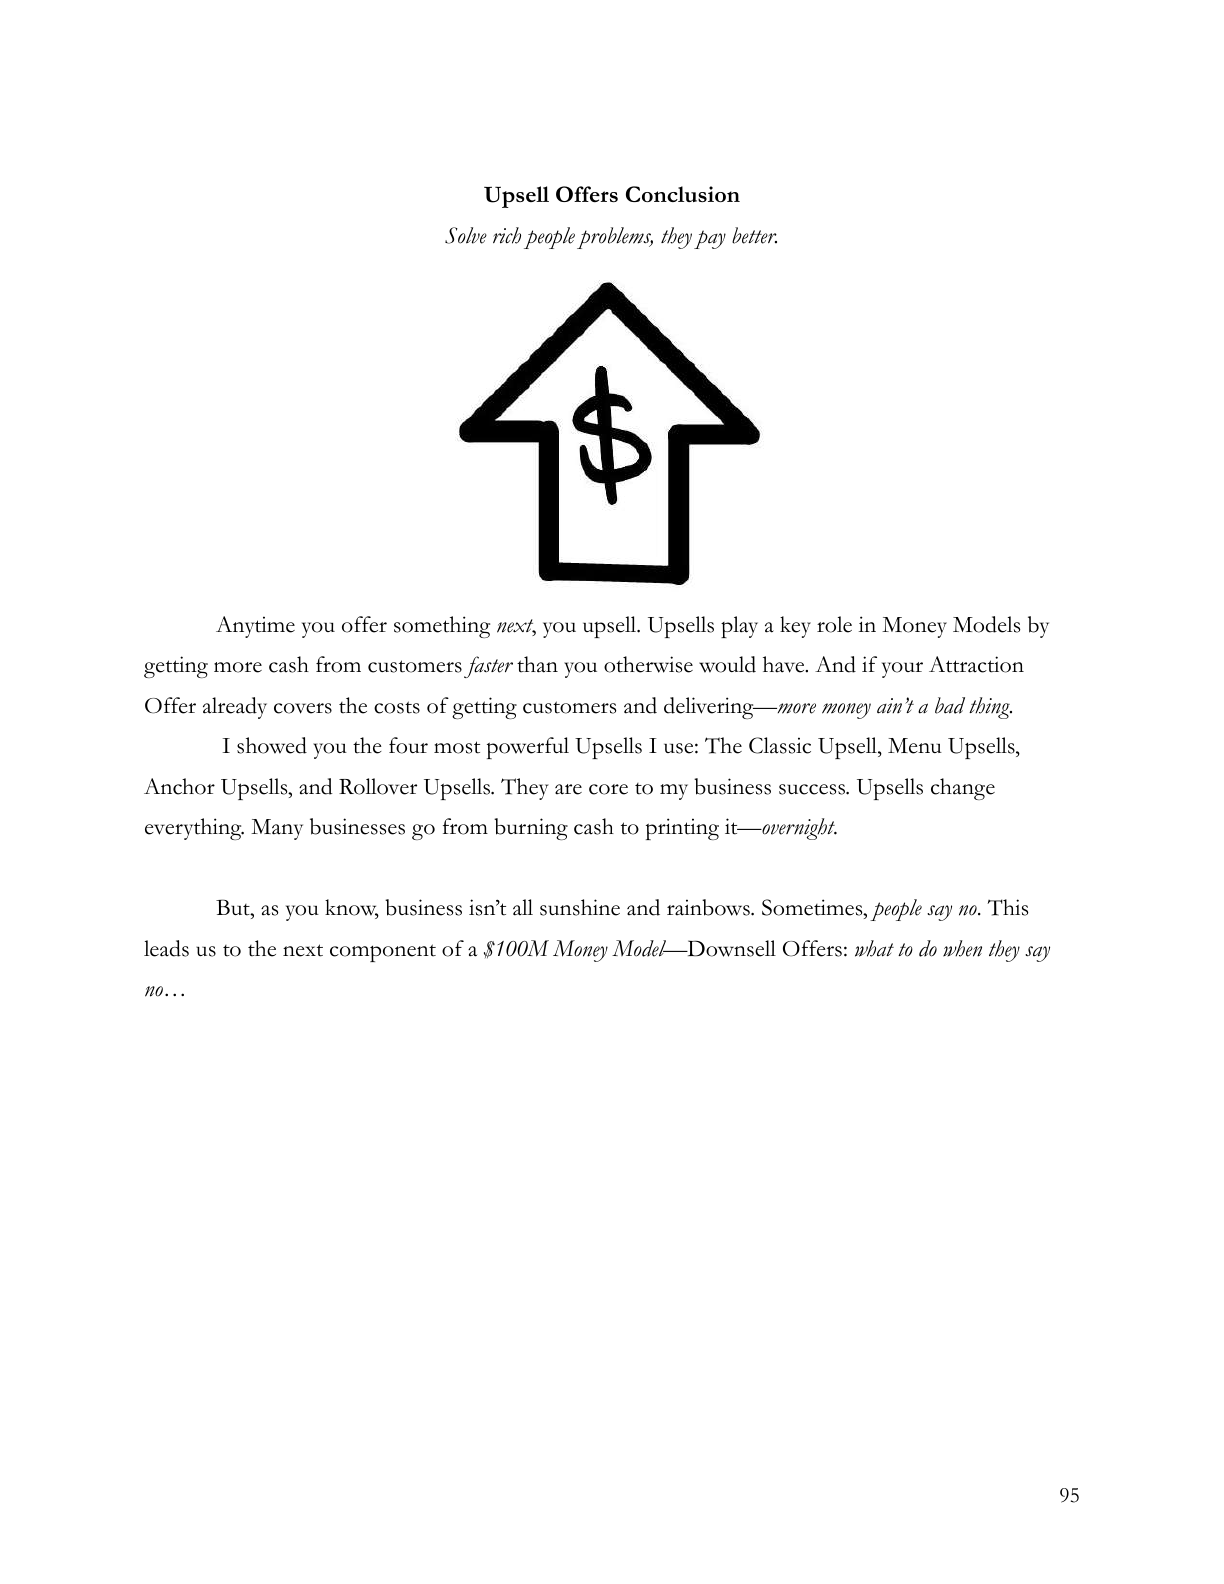 Upsell Offers Conclusion
Solve rich people problems, they pay better.
$
Anytime you offer something next, you upsell. Upsells play a key role in Money Models by
getting more cash from customers faster than you otherwise would have. And if your Attraction
Offer already covers the costs of getting customers and delivering—more money ain’t a bad thing.
I showed you the four most powerful Upsells I use: The Classic Upsell, Menu Upsells,
Anchor Upsells, and Rollover Upsells. They are core to my business success. Upsells change
everything. Many businesses go from burning cash to printing it—overnight.
But, as you know, business isn’t all sunshine and rainbows. Sometimes, people say no. This
leads us to the next component of a $100M Money Model—Downsell Offers: what to do when they say
no…
95